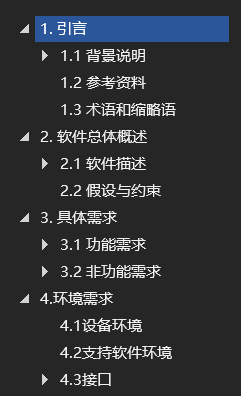 1. 引言
1.1 背景说明
1.2 参考资料
1.3 术语和缩略语
2. 软件总体概述
2.1 软件描述
2.2 假设与约束
3. 具体需求
3.1 功能需求
3.2 非功能需求
4.环境需求
4.1设备环境
4.2支持软件环境
4.3接口